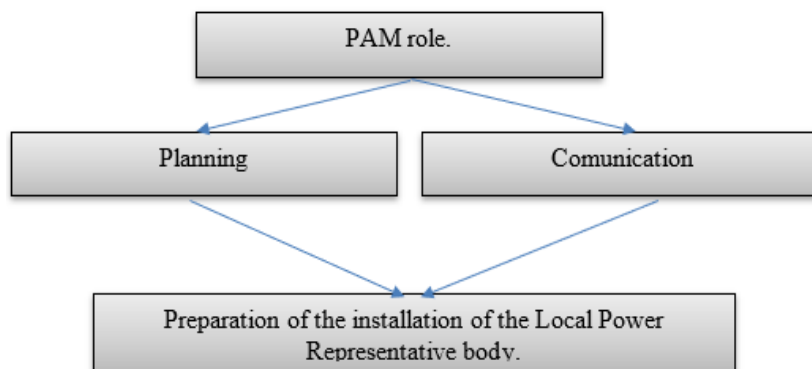 PAM role.
Planning
Comunication
Preparation of the installation of the Local Power
Representative body.